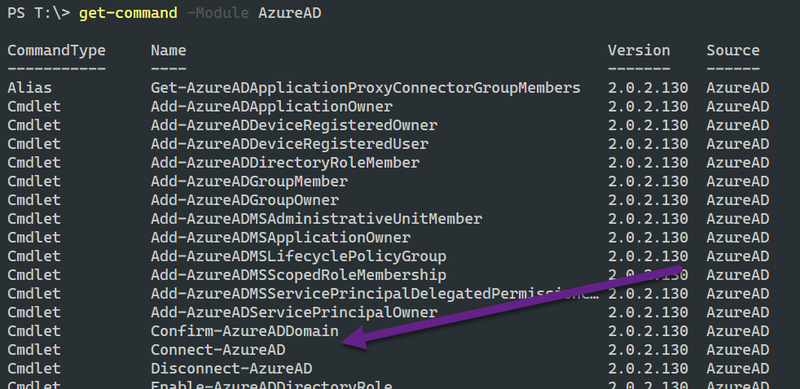 PS T:\> get-command -Module AzureAD
CommandType Name Version Source
----------- ---- ------- ------
Alias Get-AzureADApplicationProxyConnectorGroupMembers 2.0.2.130 AzureAD
Cmdlet Add-AzureADApplicationOwner 2.0.2.130 AzureAD
Cmdlet Add-AzureADDeviceRegisteredOwner 2.0.2.130 AzureAD
Cmdlet Add-AzureADDeviceRegisteredUser 2.0.2.130 AzureAD
Cmdlet Add-AzureADDirectoryRoleMember 2.0.2.130 AzureAD
Cmdlet Add-AzureADGroupMember 2.0.2.130 AzureAD
Cmdlet Add-AzureADGroupOwner 2.0.2.130 AzureAD
Cmdlet Add-AzureADMSAdministrativeUnitMember 2.0.2.130 AzureAD
Cmdlet Add-AzureADMSApplicationOwner 2.0.2.130 AzureAD
Cmdlet Add-AzureADMSLifecyclePolicyGroup 2.0.2.130 AzureAD
Cmdlet Add-AzureADMSScopedRoleMembership 2.0.2.130 AzureAD
Cmdlet Add-AzureADMSServicePrincipalDelegatedPermissionC… 2.0.2.130 AzureAD
Cmdlet Add-AzureADServicePrincipalOwner 2.0.2.130 AzureAD
Cmdlet Confirm-AzureADDomain 2.0.2.130 AzureAD
Cmdlet Connect-AzureAD 2.0.2.130 AzureAD
Cmdlet Disconnect-AzureAD 2.0.2.130 AzureAD
Cmdlet Enable-AzureADDirectoryRole 2.0.2.130 AzureAD